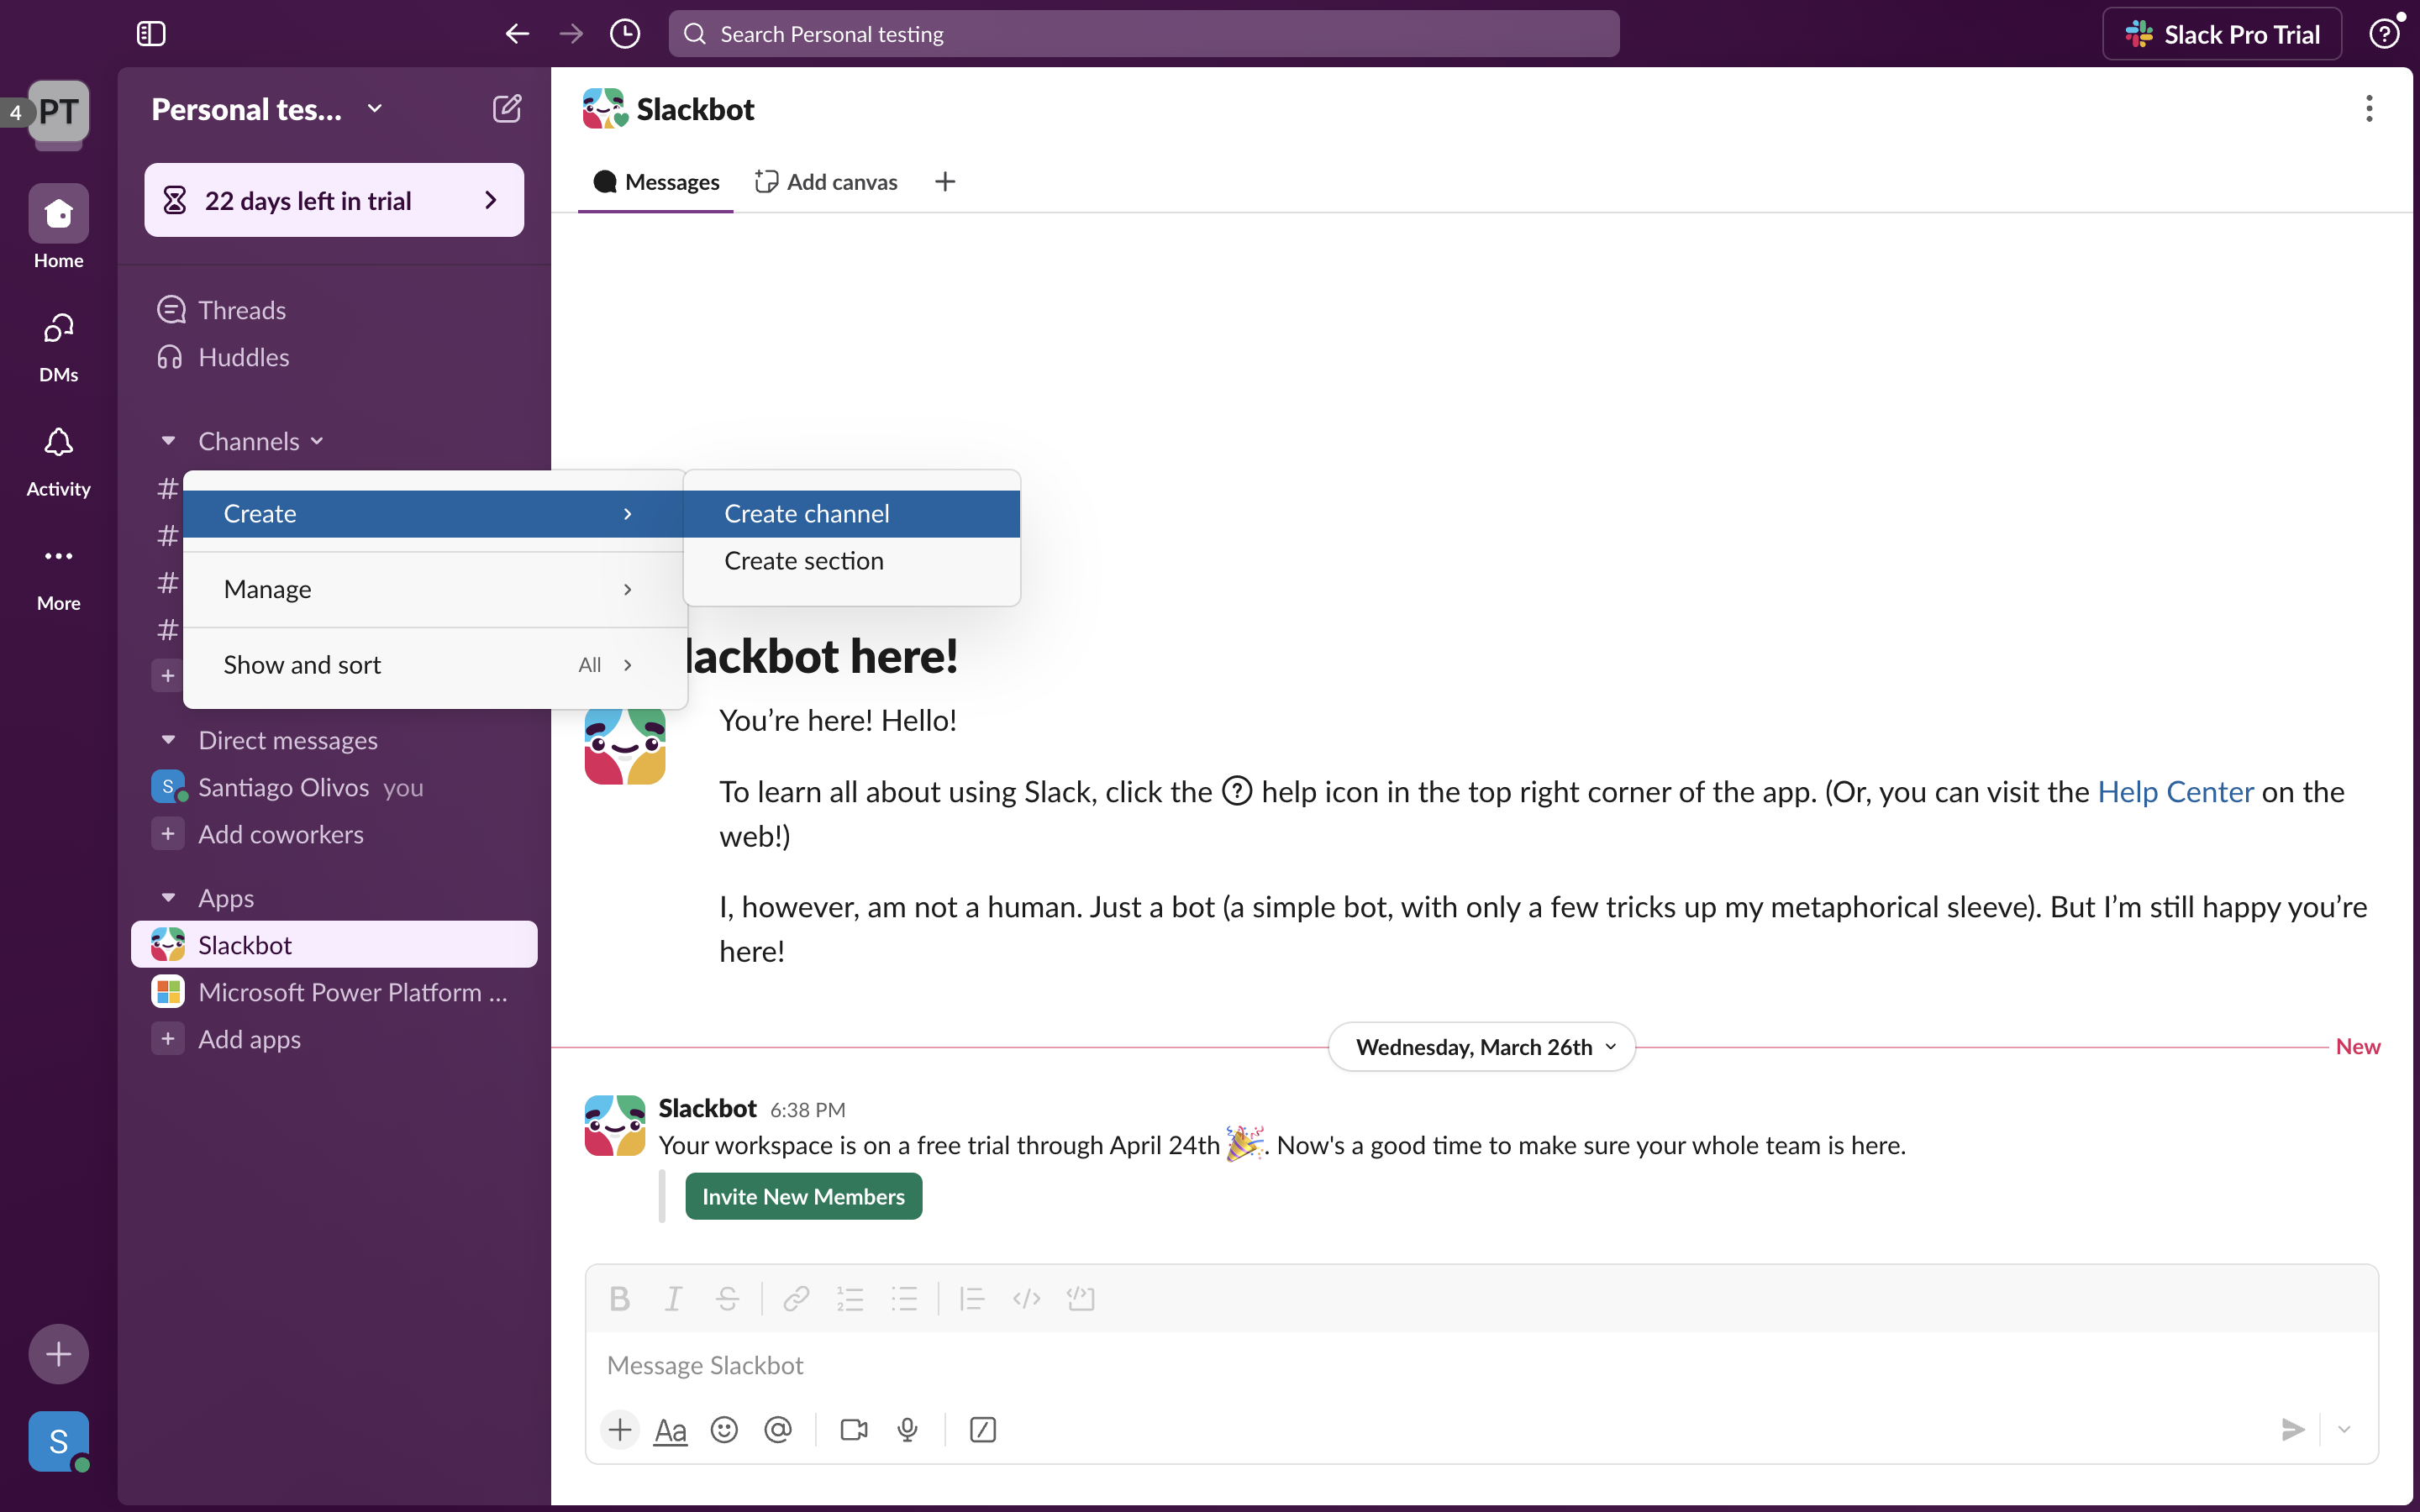 Search Personal testing
Slack Pro Trial
4
PT
Home
DMs
Activity
More
S
Personal tes...
22 days left in trial
Threads
Huddles
Channels
Create
Manage
Show and sort All
Create channel
Create section
Direct messages
S Santiago Olivos you
Add coworkers
Apps
Slackbot
Microsoft Power Platform ...
Add apps
Slackbot
Messages
Add canvas
lackbot here!
You’re here! Hello!
To learn all about using Slack, click the ? help icon in the top right corner of the app. (Or, you can visit the Help Center on the
web!)
I, however, am not a human. Just a bot (a simple bot, with only a few tricks up my metaphorical sleeve). But I’m still happy you’re
here!
Wednesday, March 26th
New
Slackbot 6:38 PM
Your workspace is on a free trial through April 24th 🎉. Now's a good time to make sure your whole team is here.
Invite New Members
Message Slackbot
Aa